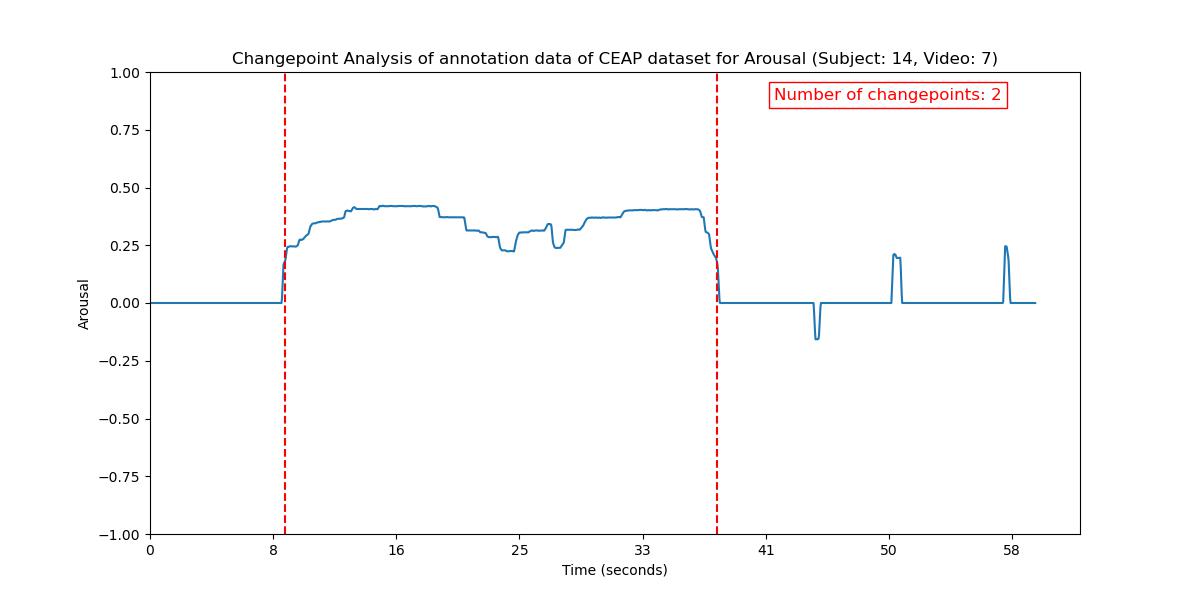 Changepoint Analysis of annotation data of CEAP dataset for Arousal (Subject: 14, Video: 7)
Number of changepoints: 2
1.00
0.75
0.50
0.25
0.00
−0.25
−0.50
−0.75
−1.00
Arousal
0 8 16 25 33 41 50 58
Time (seconds)